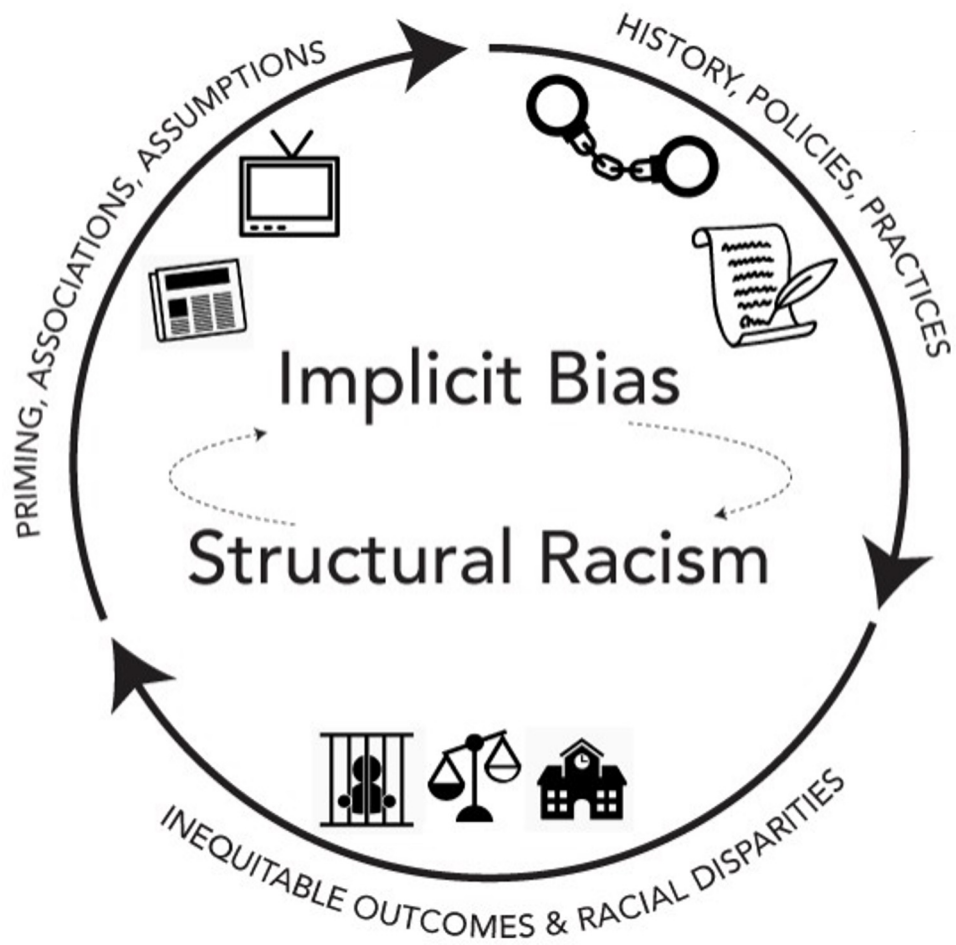 PRIMING, ASSOCIATIONS, ASSUMPTIONS
HISTORY, POLICIES, PRACTICES
Implicit Bias
Structural Racism
INEQUITABLE OUTCOMES & RACIAL DISPARITIES